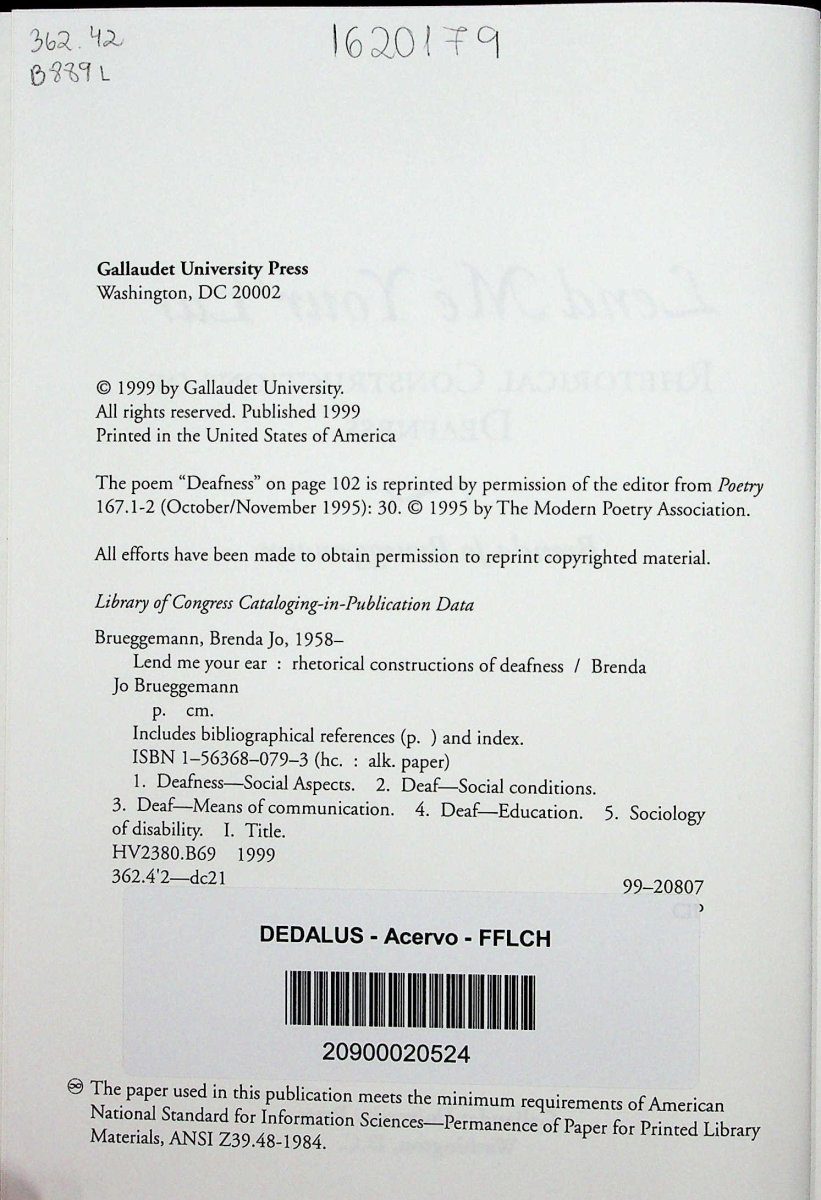 362.42
1620179
B889L
Gallaudet University Press
Washington, DC 20002
© 1999 by Gallaudet University.
All rights reserved. Published 1999
Printed in the United States of America
The poem “Deafness” on page 102 is reprinted by permission of the editor from Poetry
167.1-2 (October/November 1995): 30. © 1995 by The Modern Poetry Association.
All efforts have been made to obtain permission to reprint copyrighted material.
Library of Congress Cataloging-in-Publication Data
Brueggemann, Brenda Jo, 1958–
Lend me your ear : rhetorical constructions of deafness / Brenda
Jo Brueggemann
p. cm.
Includes bibliographical references (p. ) and index.
ISBN 1–56368–079–3 (hc. : alk. paper)
1. Deafness—Social Aspects. 2. Deaf—Social conditions.
3. Deaf—Means of communication. 4. Deaf—Education. 5. Sociology
of disability. I. Title.
HV2380.B69 1999
362.4'2—dc21
99–20807
DEDALUS - Acervo - FFLCH
20900020524
♾ The paper used in this publication meets the minimum requirements of American
National Standard for Information Sciences—Permanence of Paper for Printed Library
Materials, ANSI Z39.48-1984.